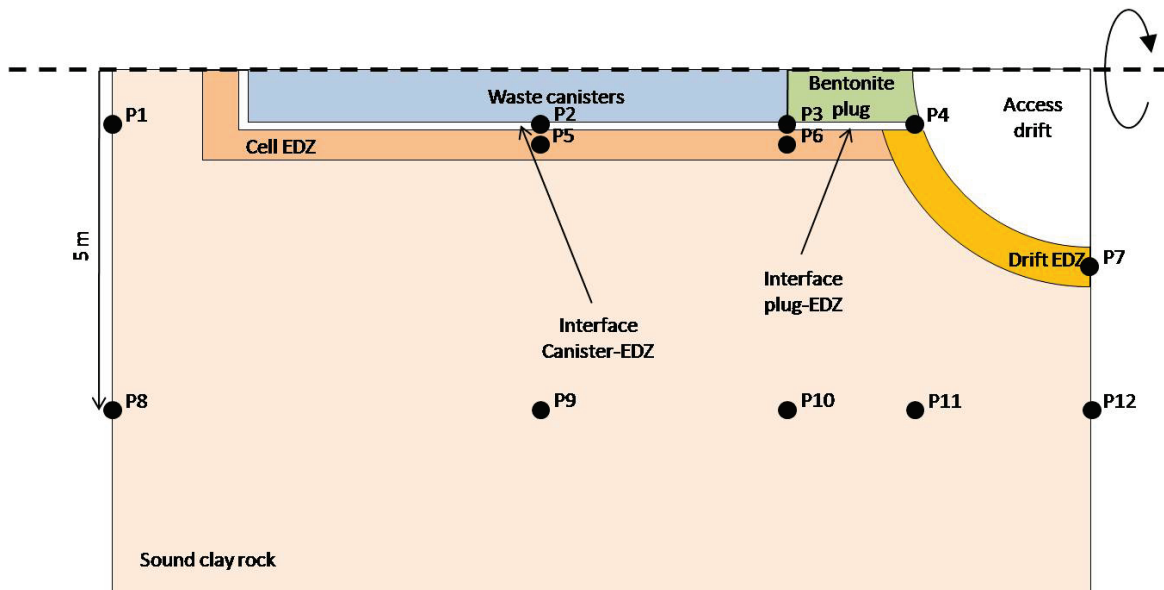 Waste canisters
Bentonite
plug
Access
drift
P1
P2
P3
P4
Cell EDZ
P5
P6
5 m
Drift EDZ
P7
Interface
plug-EDZ
Interface
Canister-EDZ
P8
P9
P10
P11
P12
Sound clay rock